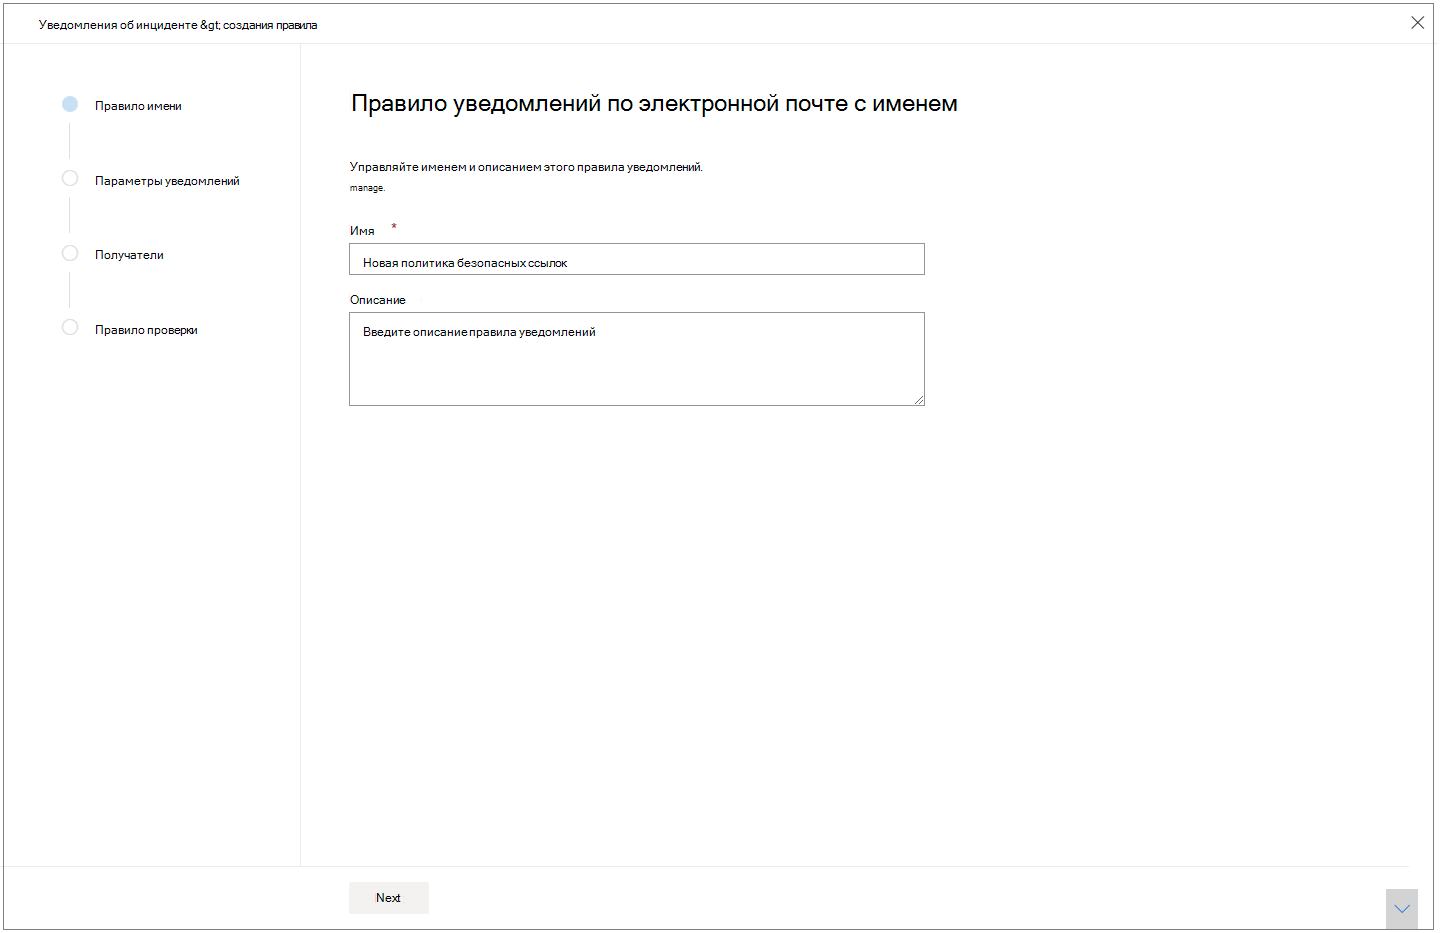 Уведомления об инциденте &gt; создания правила
Правило имени
Параметры уведомлений
Получатели
Правило проверки
Правило уведомлений по электронной почте с именем
Управляйте именем и описанием этого правила уведомлений.
manage.
Имя *
Новая политика безопасных ссылок
Описание
Введите описание правила уведомлений
Next